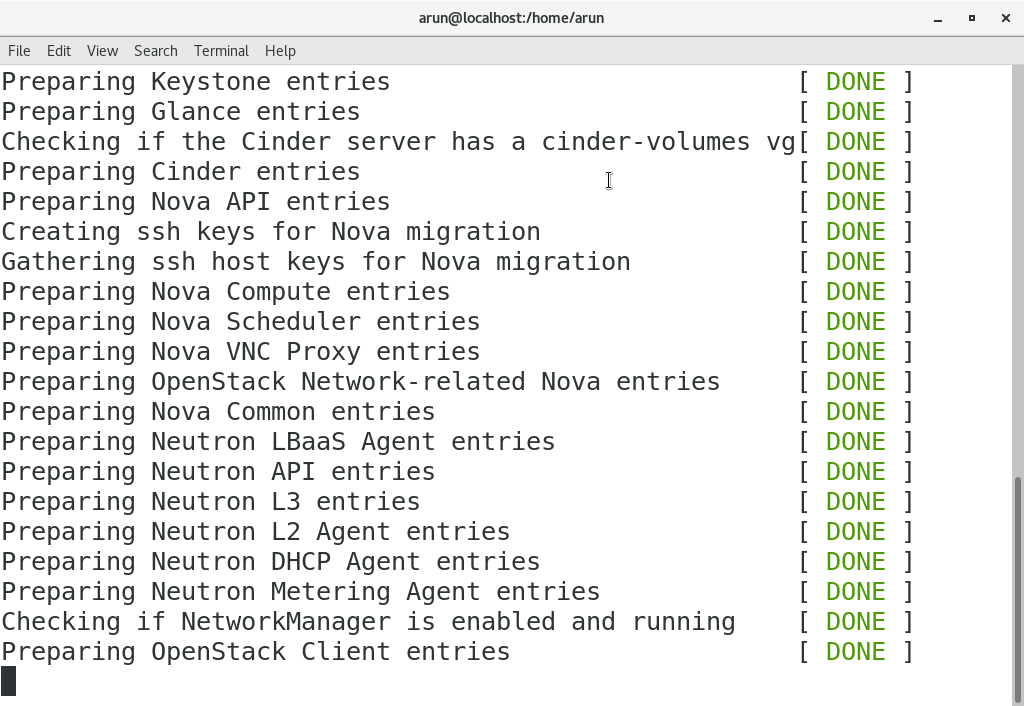 arun@localhost:/home/arun
File Edit View Search Terminal Help
Preparing Keystone entries [ DONE ]
Preparing Glance entries [ DONE ]
Checking if the Cinder server has a cinder-volumes vg[ DONE ]
Preparing Cinder entries [ DONE ]
Preparing Nova API entries [ DONE ]
Creating ssh keys for Nova migration [ DONE ]
Gathering ssh host keys for Nova migration [ DONE ]
Preparing Nova Compute entries [ DONE ]
Preparing Nova Scheduler entries [ DONE ]
Preparing Nova VNC Proxy entries [ DONE ]
Preparing OpenStack Network-related Nova entries [ DONE ]
Preparing Nova Common entries [ DONE ]
Preparing Neutron LBaaS Agent entries [ DONE ]
Preparing Neutron API entries [ DONE ]
Preparing Neutron L3 entries [ DONE ]
Preparing Neutron L2 Agent entries [ DONE ]
Preparing Neutron DHCP Agent entries [ DONE ]
Preparing Neutron Metering Agent entries [ DONE ]
Checking if NetworkManager is enabled and running [ DONE ]
Preparing OpenStack Client entries [ DONE ]